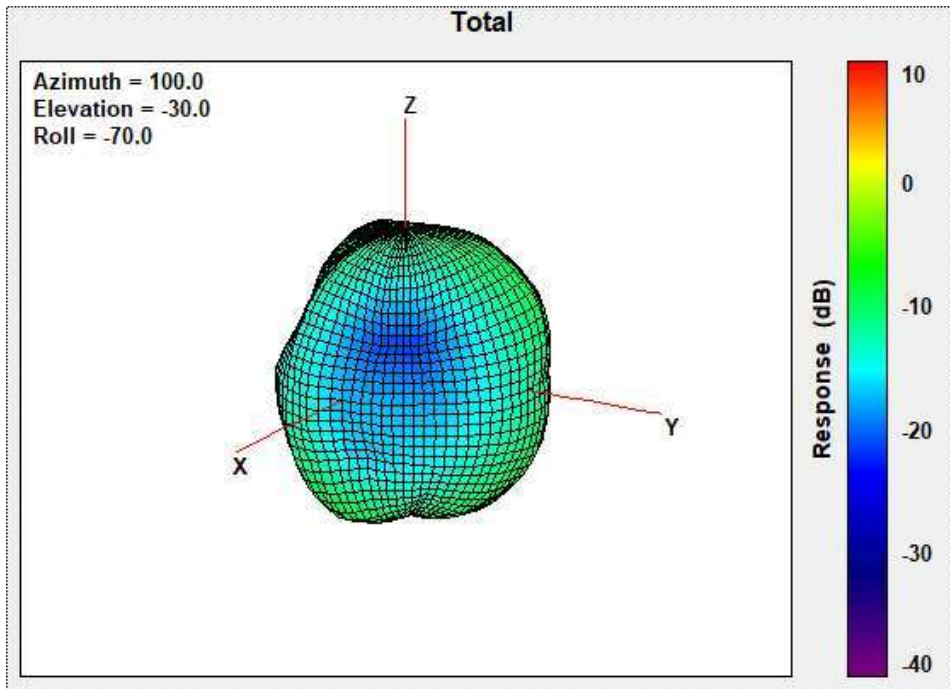 Total
Azimuth = 100.0
Elevation = -30.0
Roll = -70.0
Z
Y
X
10
0
-10
-20
-30
-40
Response (dB)